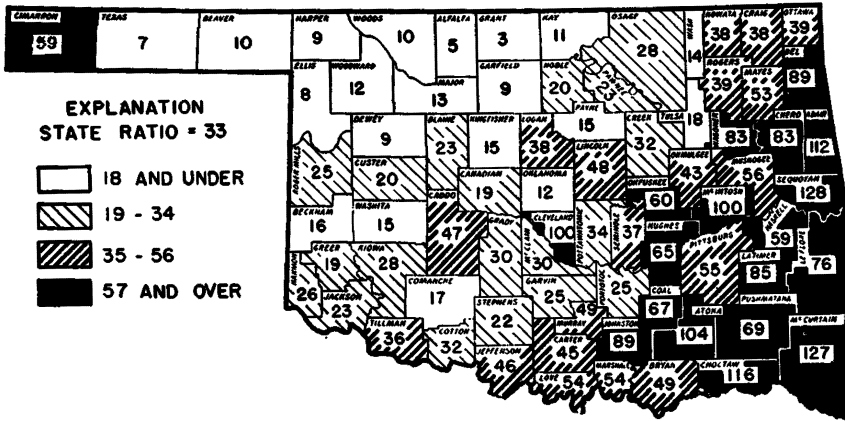 CIMARRON
59
TEXAS
7
BEAVER
10
HARPER
9
WOODS
10
ALFALFA
5
GRANT
3
KAY
11
OSAGE
28
WASH
14
NOWATA
38
CRAIG
38
OTTAWA
39
DEL
89
ELLIS
8
WOODWARD
12
MAJOR
13
GARFIELD
9
NOBLE
20
PAWNEE
23
ROGERS
39
MAYES
53
EXPLANATION
STATE RATIO = 33
18 AND UNDER
19 - 34
35 - 56
57 AND OVER
DEWEY
9
BLAINE
23
KINGFISHER
15
LOGAN
38
PAYNE
15
CREEK
32
TULSA
18
WAGONER
83
CHERO
83
ADAIR
112
ROGER MILLS
25
CUSTER
20
CANADIAN
19
OKLAHOMA
12
LINCOLN
48
OKFUSKEE
60
OKMULGEE
43
MUSKOGEE
56
McINTOSH
100
SEQUOYAH
128
BECKHAM
16
WASHITA
15
CADDO
47
GRADY
30
McCLAIN
30
CLEVELAND
100
POTTAWATOMIE
34
SEMINOLE
37
HUGHES
65
PITTSBURG
55
HASKELL
59
LE FLORE
76
LATIMER
85
HARMON
26
GREER
19
KIOWA
28
JACKSON
23
COMANCHE
17
STEPHENS
22
GARVIN
25
PONTOTOC
25
COAL
67
PUSHMATAHA
69
ATOKA
104
McCURTAIN
127
TILLMAN
36
COTTON
32
JEFFERSON
46
MURRAY
49
CARTER
45
JOHNSTON
89
LOVE
54
MARSHALL
54
BRYAN
49
CHOCTAW
116